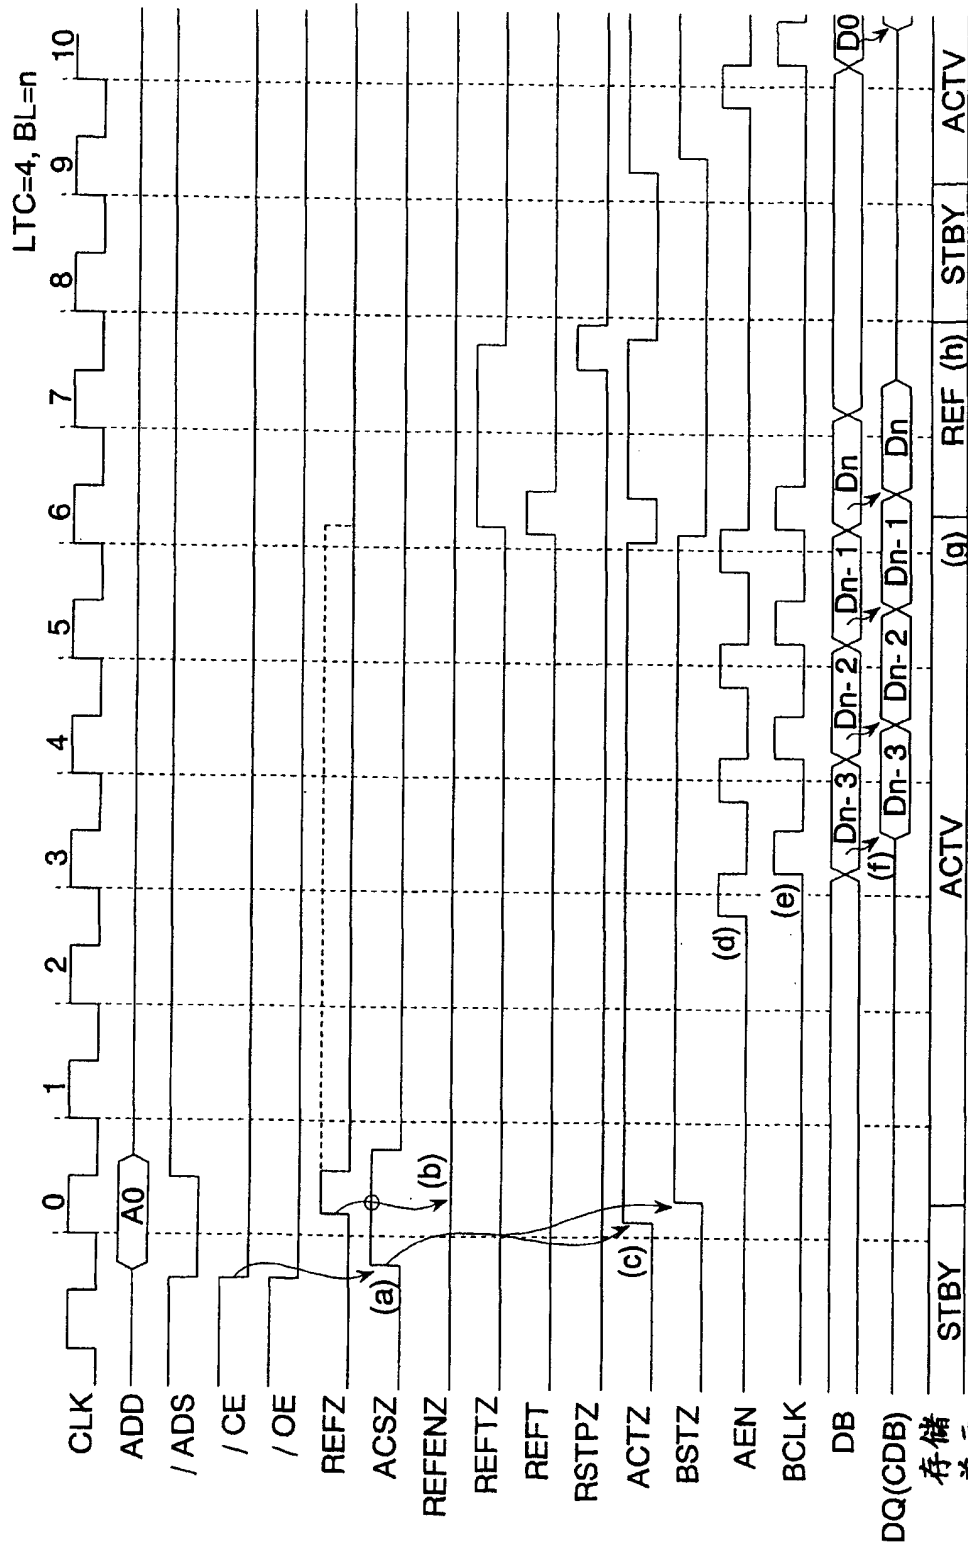 LTC=4, BL=n
CLK 0 1 2 3 4 5 6 7 8 9 10
ADD A0
/ ADS
/ CE
/ OE
REFZ
ACSZ (a)
REFENZ (b)
REFTZ
REFT
RSTPZ
ACTZ (c)
BSTZ
AEN (d)
BCLK (e)
DB Dn- 3 Dn- 2 Dn- 1 Dn D0
DQ(CDB) (f) Dn- 3 Dn- 2 Dn- 1 Dn
存储 STBY ACTV (g) REF (h) STBY ACTV